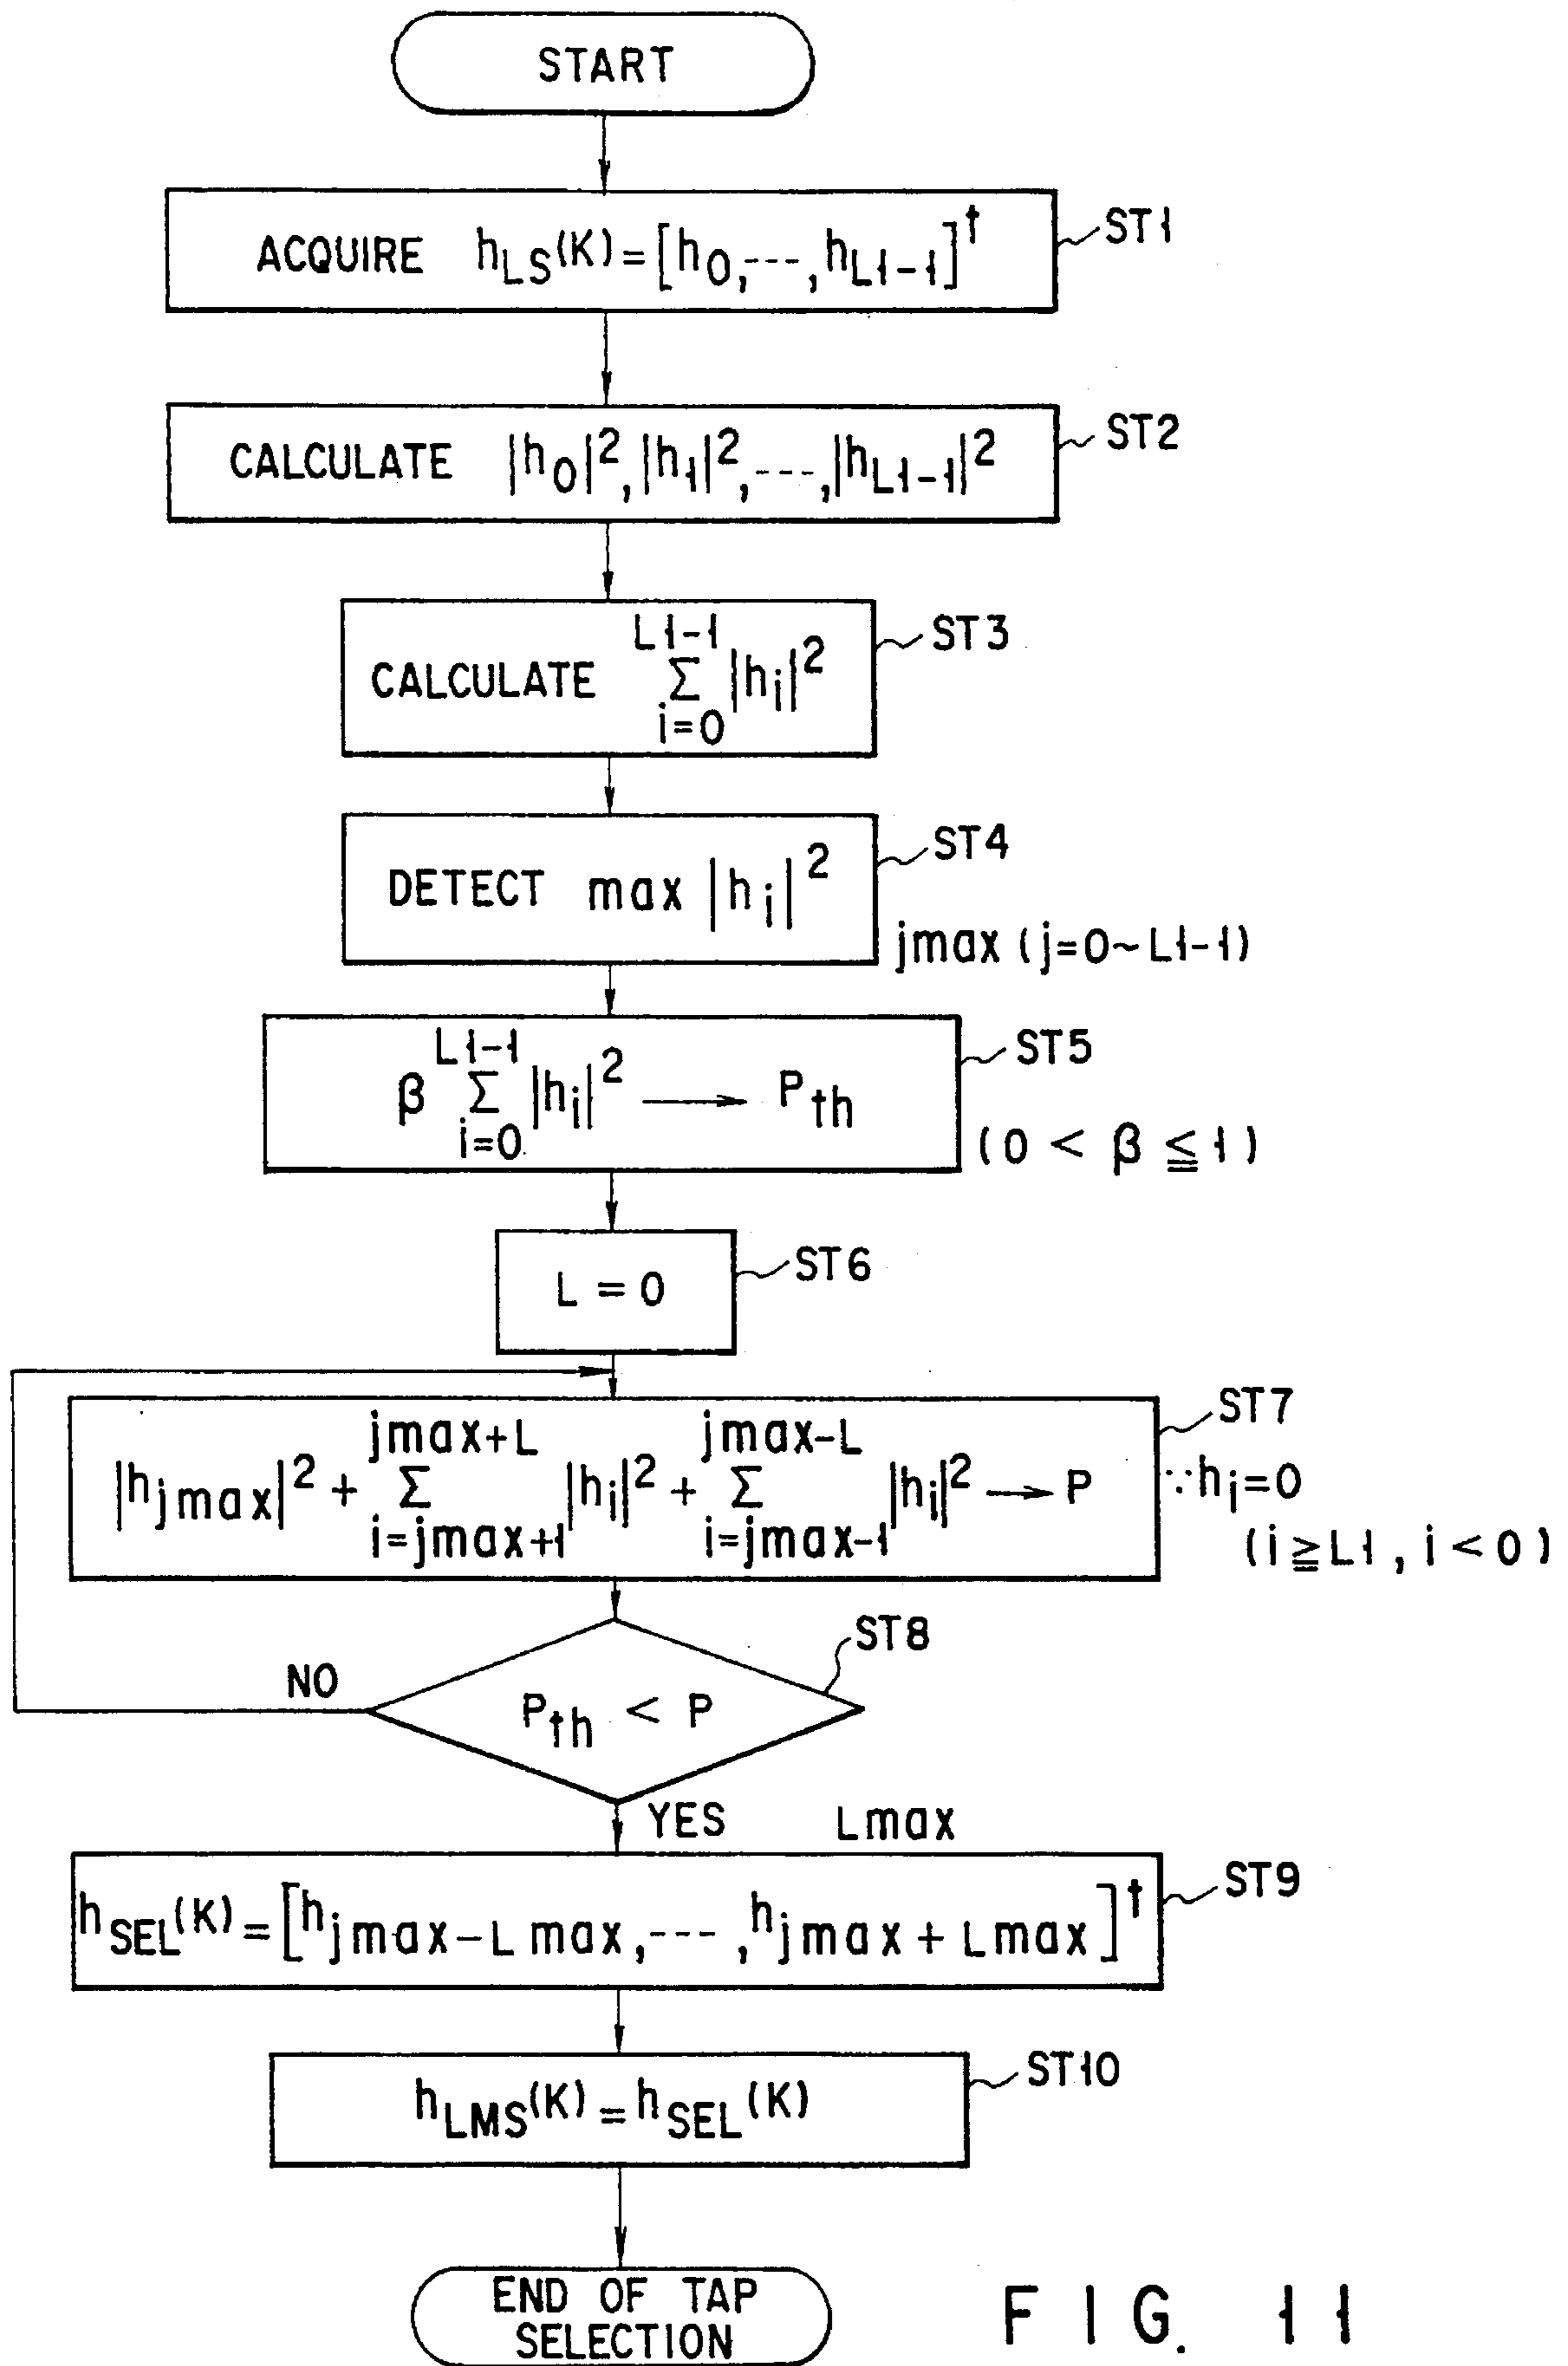 START
ACQUIRE h_LS(K) = [h_0, ---, h_L1-1]^t
ST1
CALCULATE |h_0|^2, |h_1|^2, ---, |h_L1-1|^2
ST2
CALCULATE Σ_{i=0}^{L1-1} |h_i|^2
ST3
DETECT max |h_i|^2
ST4
jmax (j=0~L1-1)
β Σ_{i=0}^{L1-1} |h_i|^2 → P_th
ST5
(0 < β ≦ 1)
L = 0
ST6
|h_jmax|^2 + Σ_{i=jmax+1}^{jmax+L} |h_i|^2 + Σ_{i=jmax-1}^{jmax-L} |h_i|^2 → P
ST7
∵h_i=0
(i ≧ L1, i < 0)
P_th < P
ST8
NO
YES
Lmax
h_SEL(K) = [h_jmax-Lmax, ---, h_jmax+Lmax]^t
ST9
h_LMS(K) = h_SEL(K)
ST10
END OF TAP
SELECTION
FIG. 11